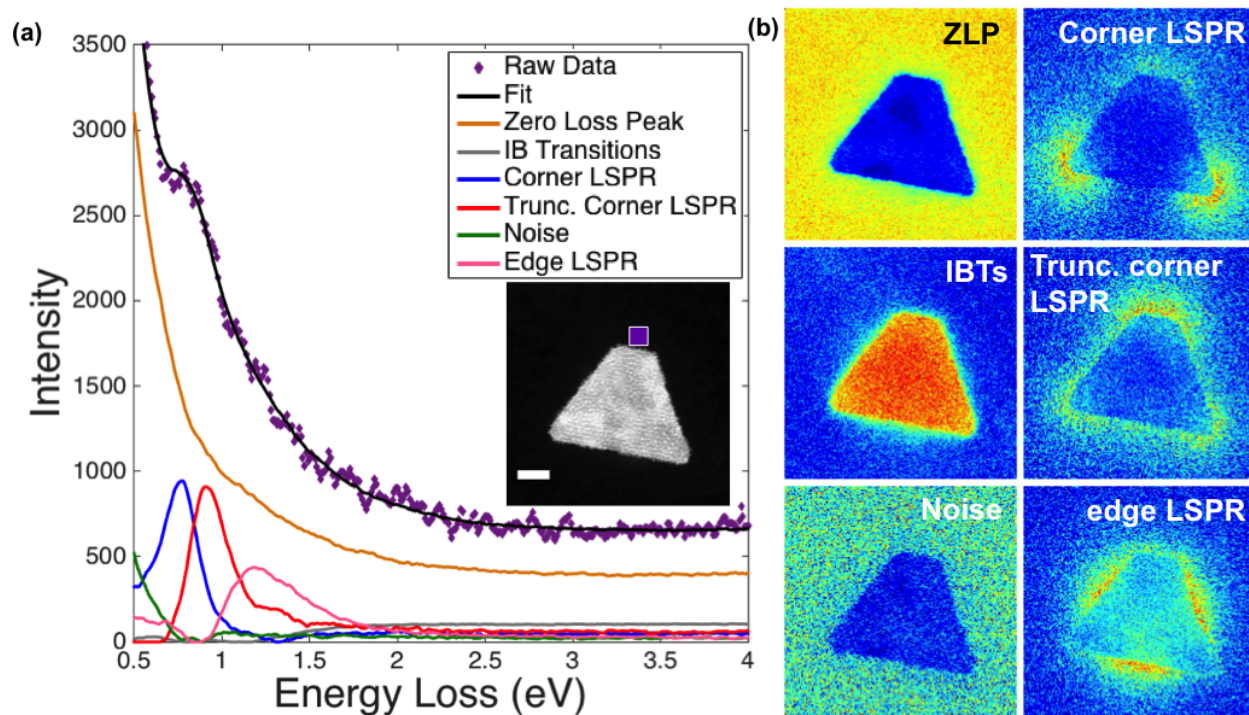 (a)
3500
3000
2500
2000
1500
1000
500
0
0.5
1
1.5
2
2.5
3
3.5
4
Intensity
Energy Loss (eV)
Raw Data
Fit
Zero Loss Peak
IB Transitions
Corner LSPR
Trunc. Corner LSPR
Noise
Edge LSPR
(b)
ZLP
Corner LSPR
IBTs
Trunc. corner
LSPR
Noise
edge LSPR